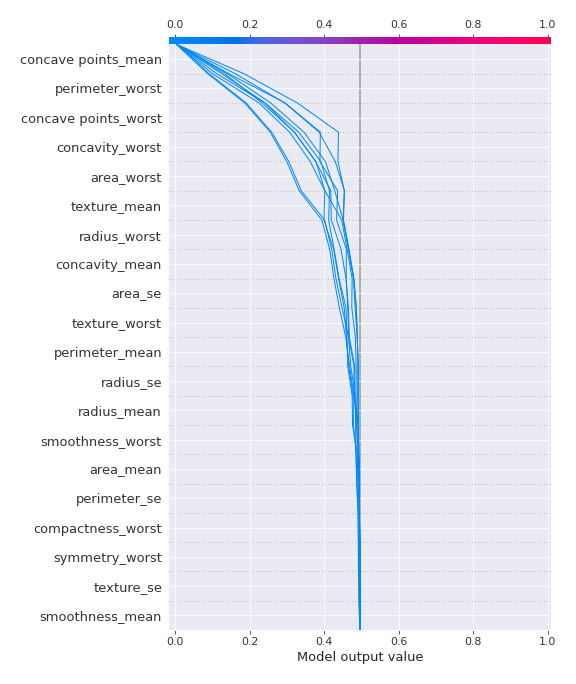 0.0 0.2 0.4 0.6 0.8 1.0
concave points_mean
perimeter_worst
concave points_worst
concavity_worst
area_worst
texture_mean
radius_worst
concavity_mean
area_se
texture_worst
perimeter_mean
radius_se
radius_mean
smoothness_worst
area_mean
perimeter_se
compactness_worst
symmetry_worst
texture_se
smoothness_mean
0.0 0.2 0.4 0.6 0.8 1.0
Model output value